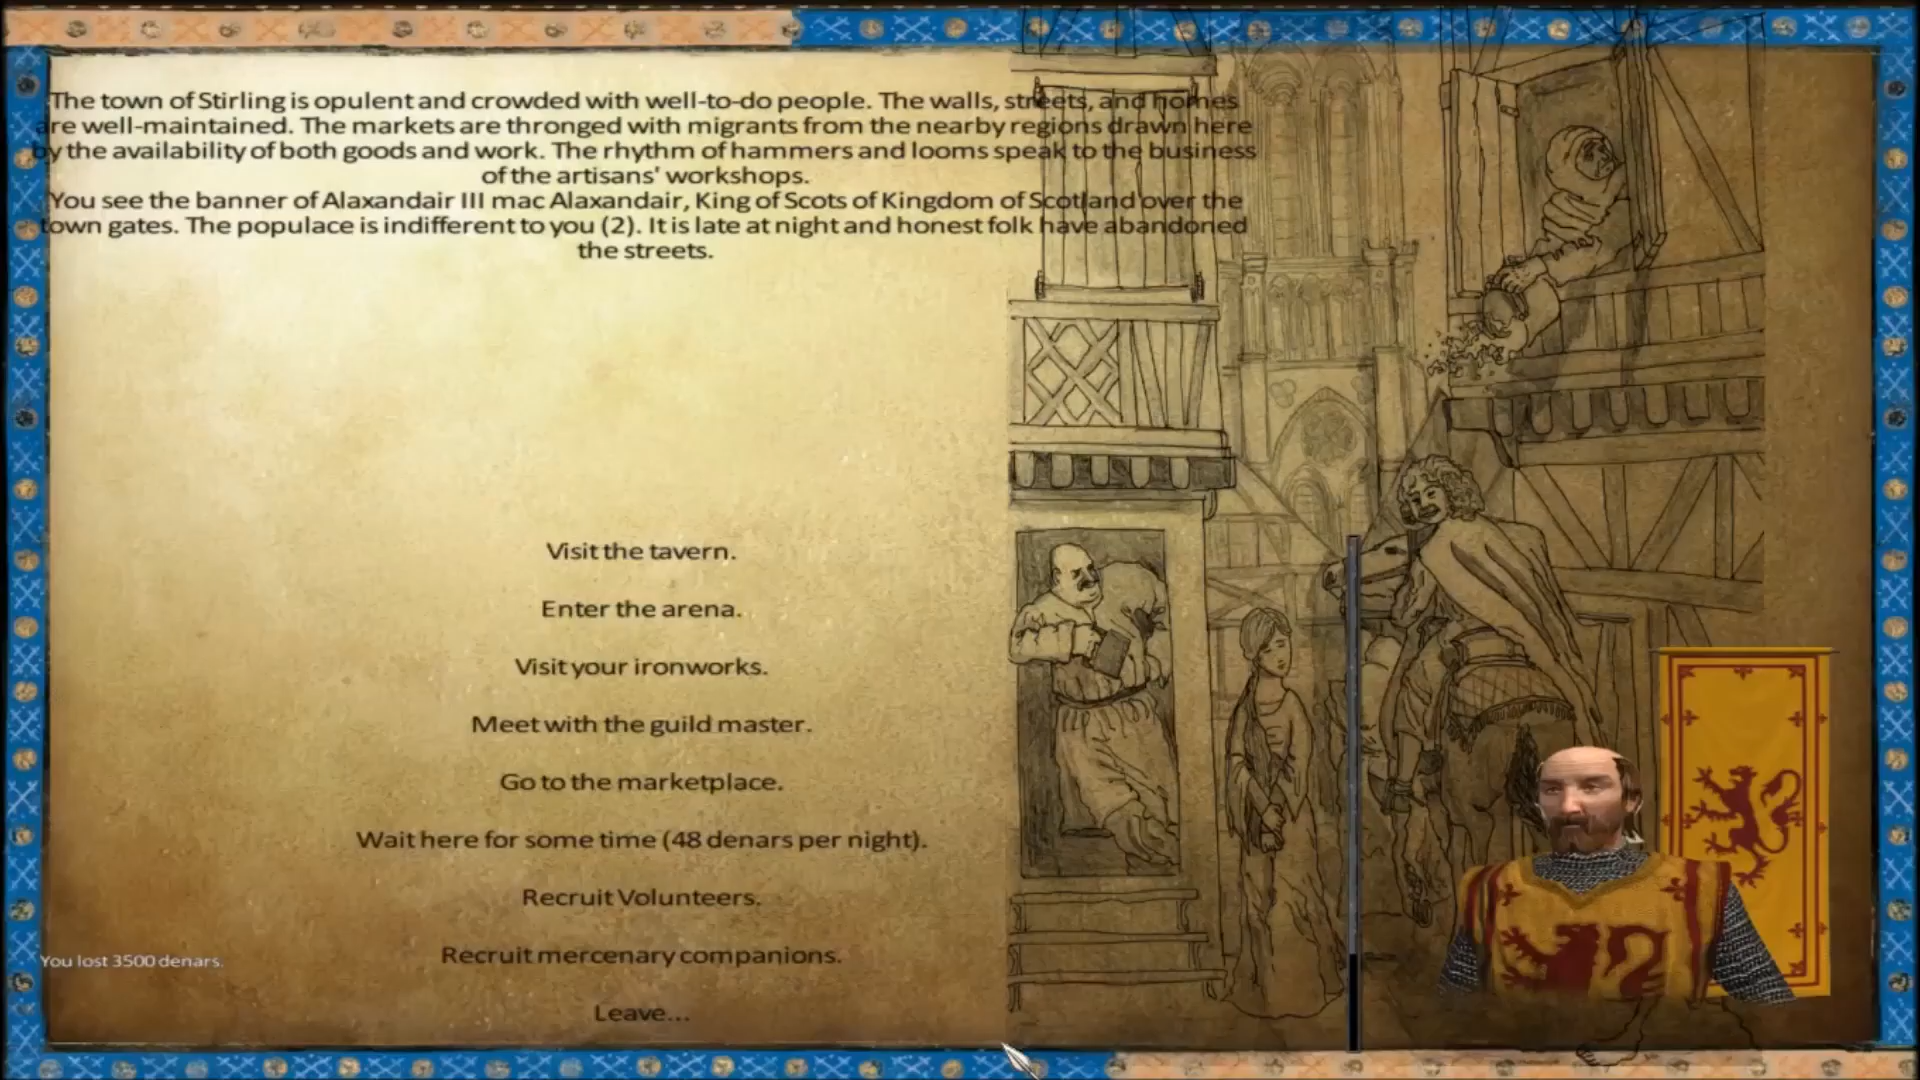 The town of Stirling is opulent and crowded with well-to-do people. The walls, streets, and homes
are well-maintained. The markets are thronged with migrants from the nearby regions drawn here
by the availability of both goods and work. The rhythm of hammers and looms speak to the business
of the artisans' workshops.
You see the banner of Alaxandair III mac Alaxandair, King of Scots of Kingdom of Scotland over the
town gates. The populace is indifferent to you (2). It is late at night and honest folk have abandoned
the streets.
Visit the tavern.
Enter the arena.
Visit your ironworks.
Meet with the guild master.
Go to the marketplace.
Wait here for some time (48 denars per night).
Recruit Volunteers.
Recruit mercenary companions.
You lost 3500 denars.
Leave...